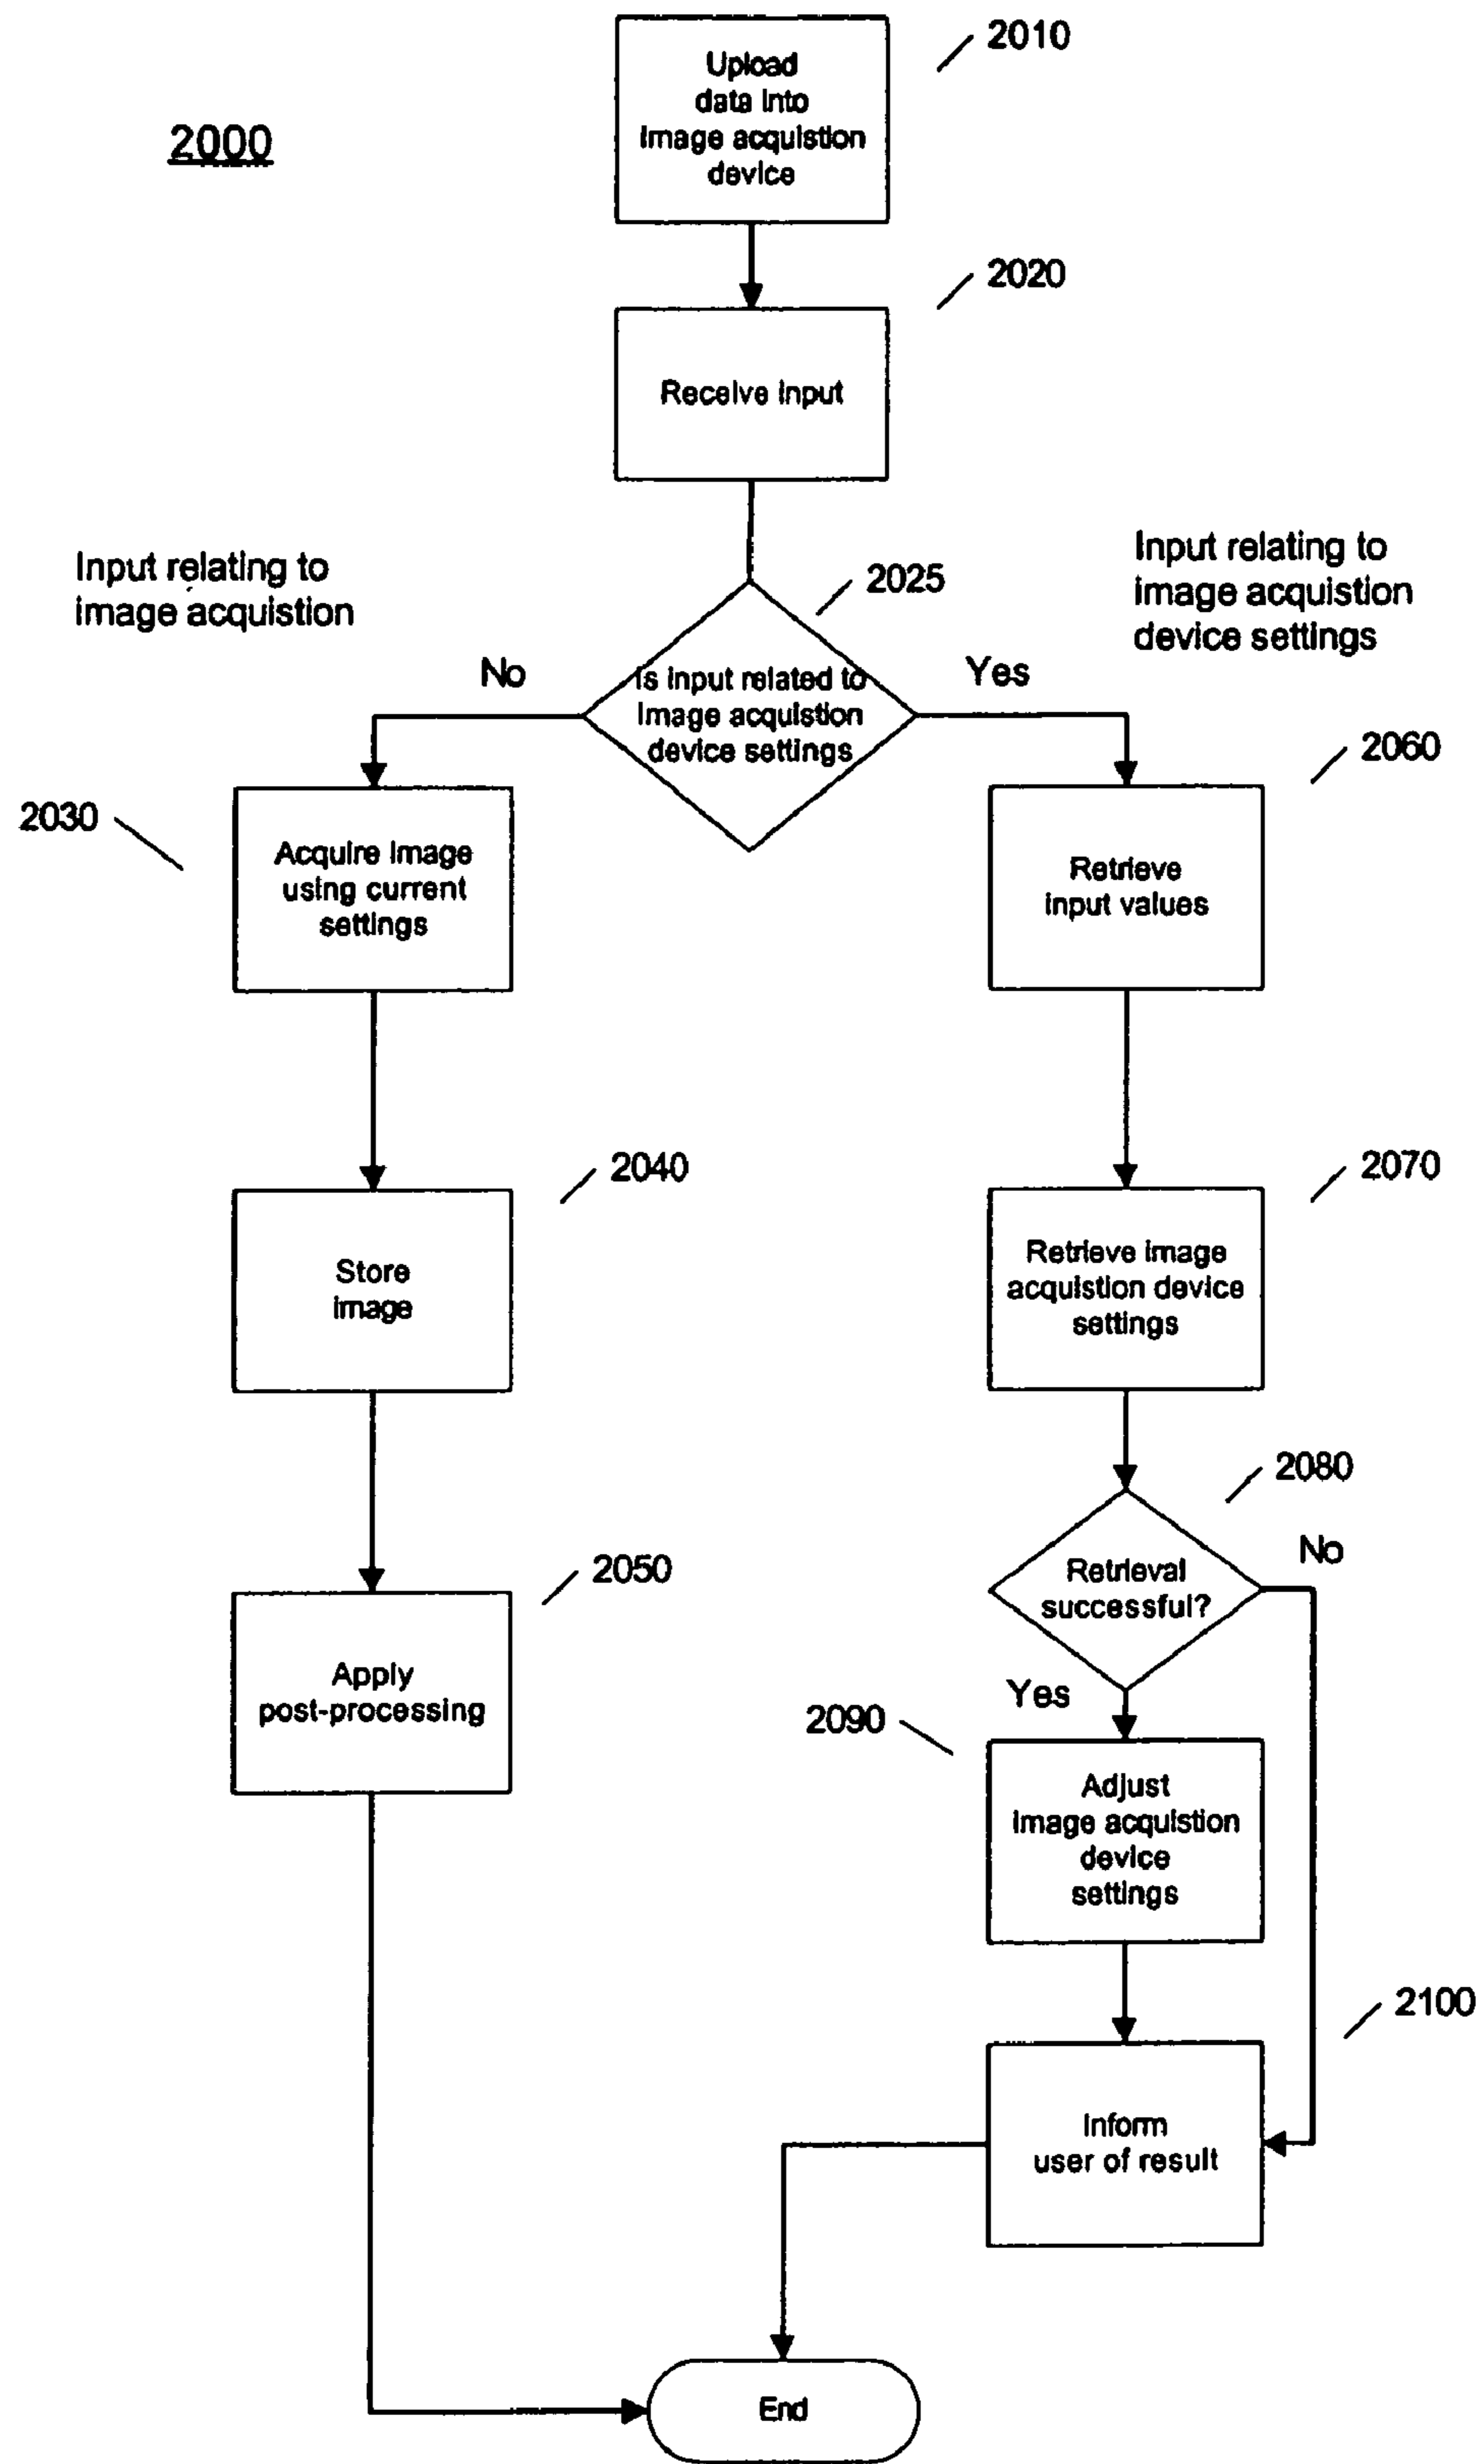 2000
2010
Upload
data into
image acquistion
device
2020
Receive input
Input relating to
image acquistion
Input relating to
image acquistion
device settings
2025
No
Is input related to
image acquistion
device settings
Yes
2030
Acquire image
using current
settings
2060
Retrieve
input values
2040
Store
image
2070
Retrieve image
acquistion device
settings
2050
Apply
post-processing
2080
Retrieval
successful?
No
Yes
2090
Adjust
image acquistion
device
settings
2100
Inform
user of result
End